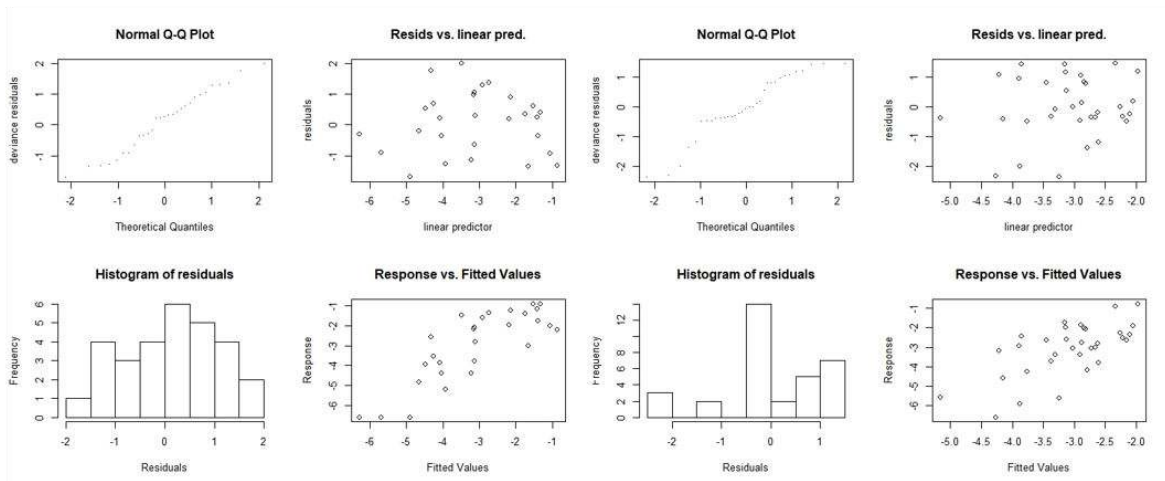 Normal Q-Q Plot
deviance residuals
2
1
0
-1
-2 -1 0 1 2
Theoretical Quantiles
Resids vs. linear pred.
residuals
2
1
0
-1
-6 -5 -4 -3 -2 -1
linear predictor
Normal Q-Q Plot
deviance residuals
1
0
-1
-2
-2 -1 0 1 2
Theoretical Quantiles
Resids vs. linear pred.
residuals
1
0
-1
-2
-5.0 -4.5 -4.0 -3.5 -3.0 -2.5 -2.0
linear predictor
Histogram of residuals
Frequency
6
5
4
3
2
1
0
-2 -1 0 1 2
Residuals
Response vs. Fitted Values
Response
-1
-2
-3
-4
-5
-6
-6 -5 -4 -3 -2 -1
Fitted Values
Histogram of residuals
Frequency
12
8
6
4
2
0
-2 -1 0 1
Residuals
Response vs. Fitted Values
Response
-1
-2
-3
-4
-5
-6
-5.0 -4.5 -4.0 -3.5 -3.0 -2.5 -2.0
Fitted Values